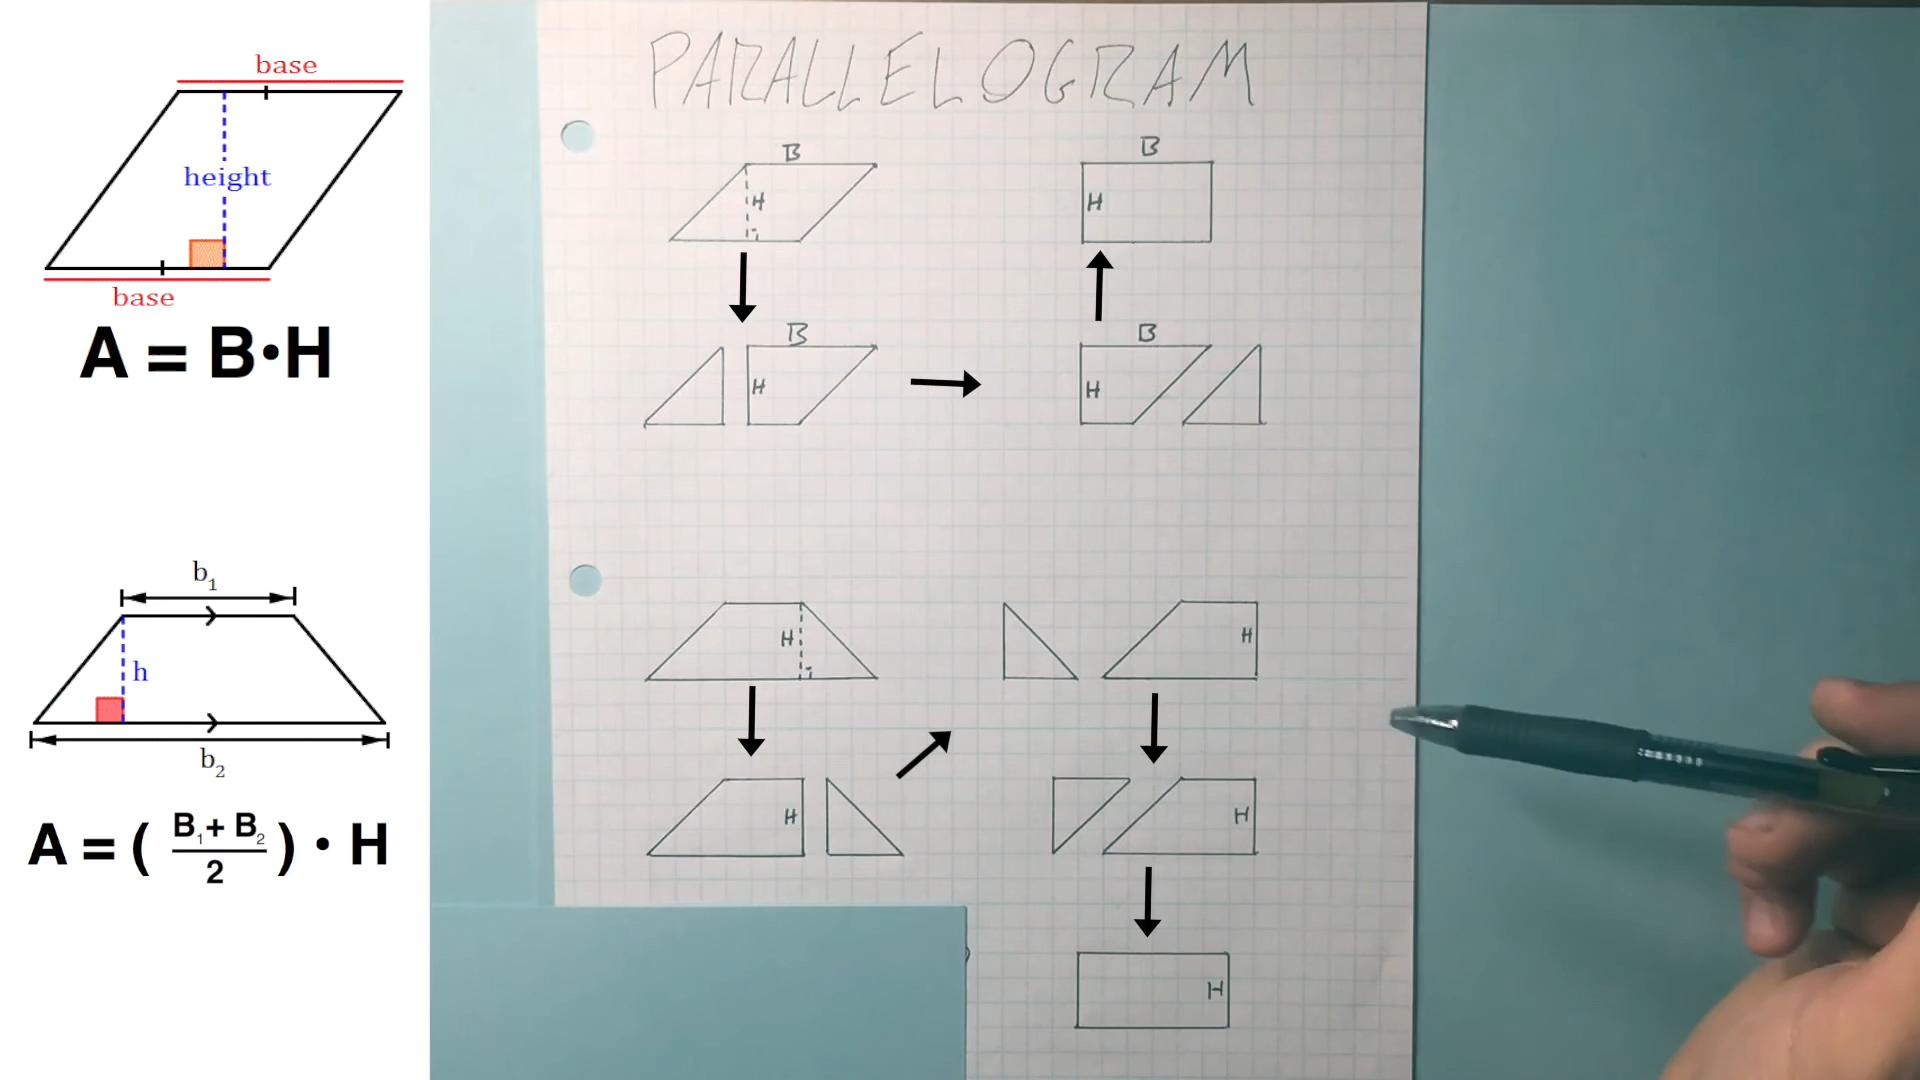 base
height
base
A = B•H
b1
h
b2
A = ( B1+ B2 / 2 ) • H
PARALLELOGRAM
B
H
B
H
B
H
B
H
H
H
H
H
H